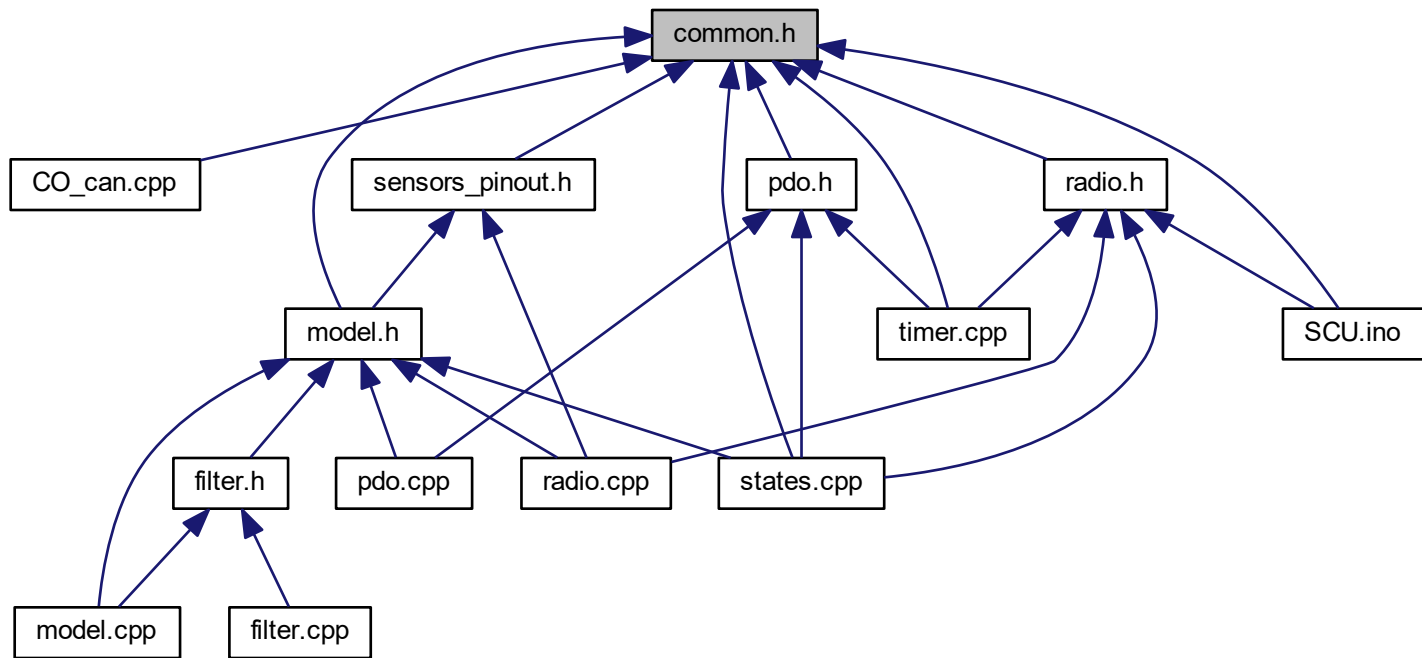 common.h
CO_can.cpp
sensors_pinout.h
pdo.h
radio.h
model.h
timer.cpp
SCU.ino
filter.h
pdo.cpp
radio.cpp
states.cpp
model.cpp
filter.cpp